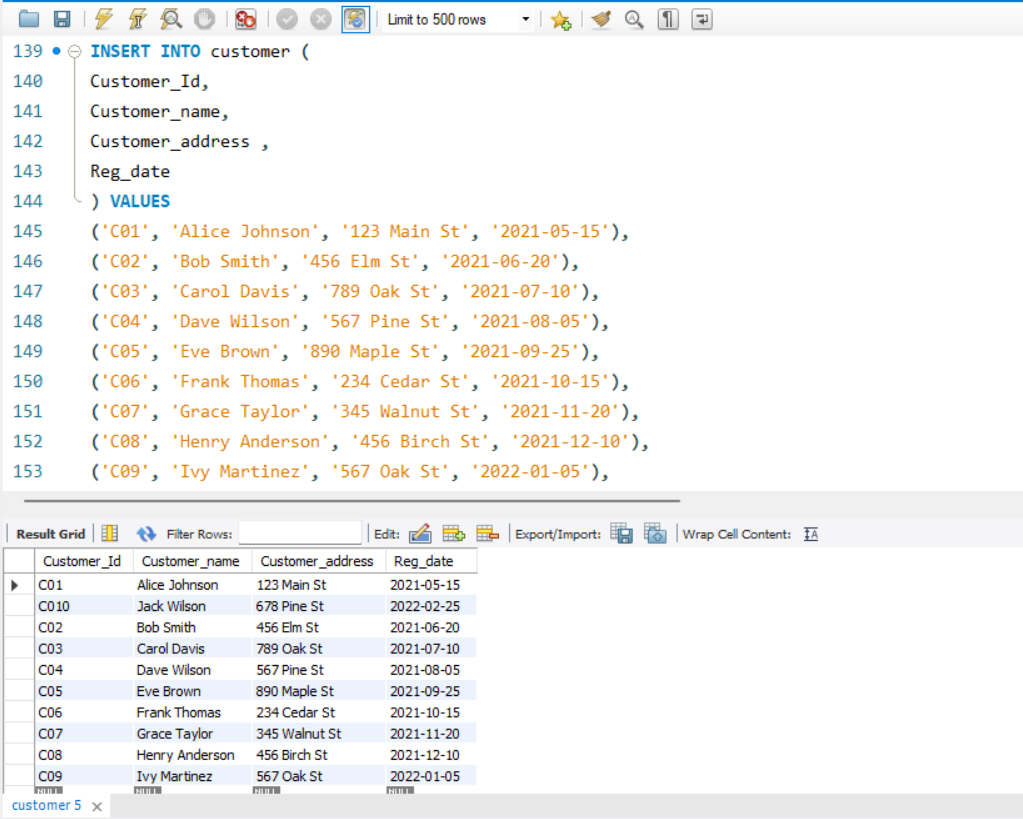 Limit to 500 rows
139 INSERT INTO customer (
140 Customer_Id,
141 Customer_name,
142 Customer_address ,
143 Reg_date
144 ) VALUES
145 ('C01', 'Alice Johnson', '123 Main St', '2021-05-15'),
146 ('C02', 'Bob Smith', '456 Elm St', '2021-06-20'),
147 ('C03', 'Carol Davis', '789 Oak St', '2021-07-10'),
148 ('C04', 'Dave Wilson', '567 Pine St', '2021-08-05'),
149 ('C05', 'Eve Brown', '890 Maple St', '2021-09-25'),
150 ('C06', 'Frank Thomas', '234 Cedar St', '2021-10-15'),
151 ('C07', 'Grace Taylor', '345 Walnut St', '2021-11-20'),
152 ('C08', 'Henry Anderson', '456 Birch St', '2021-12-10'),
153 ('C09', 'Ivy Martinez', '567 Oak St', '2022-01-05'),
Result Grid Filter Rows: Edit: Export/Import: Wrap Cell Content: IA
Customer_Id Customer_name Customer_address Reg_date
C01 Alice Johnson 123 Main St 2021-05-15
C010 Jack Wilson 678 Pine St 2022-02-25
C02 Bob Smith 456 Elm St 2021-06-20
C03 Carol Davis 789 Oak St 2021-07-10
C04 Dave Wilson 567 Pine St 2021-08-05
C05 Eve Brown 890 Maple St 2021-09-25
C06 Frank Thomas 234 Cedar St 2021-10-15
C07 Grace Taylor 345 Walnut St 2021-11-20
C08 Henry Anderson 456 Birch St 2021-12-10
C09 Ivy Martinez 567 Oak St 2022-01-05
NULL NULL NULL NULL
customer 5